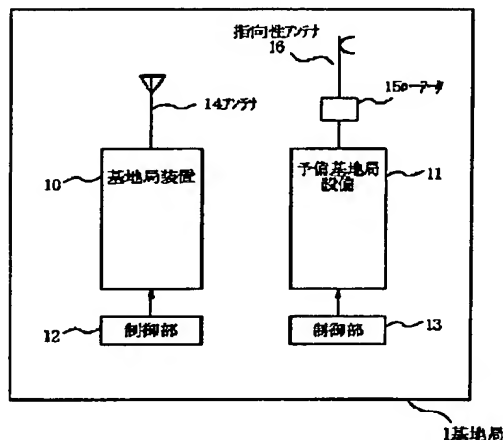 指向性アンテナ
16
15ローテータ
14アンテナ
10
基地局装置
予備基地局
設備
11
12
制御部
制御部
13
1基地局